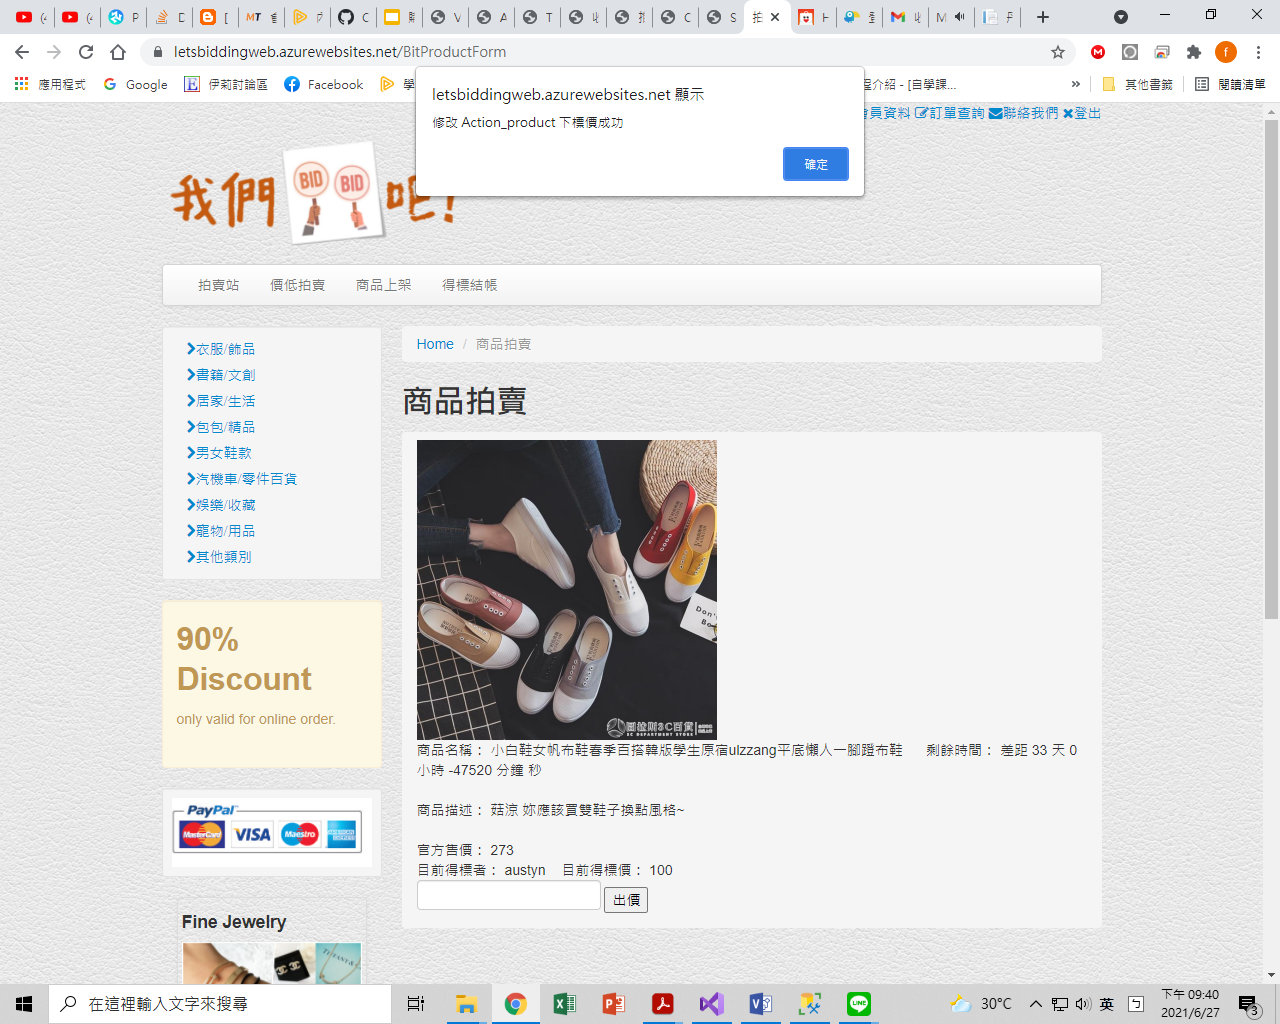 letsbiddingweb.azurewebsites.net/BitProductForm
應用程式
Google
伊莉討論區
Facebook
其他書籤
閱讀清單
letsbiddingweb.azurewebsites.net 顯示
修改 Action_product 下標價成功
確定
訂單查詢
聯絡我們
登出
我們
BID
BID
吧!
拍賣站
價低拍賣
商品上架
得標結帳
衣服/飾品
書籍/文創
居家/生活
包包/精品
男女鞋款
汽機車/零件百貨
娛樂/收藏
寵物/用品
其他類別
90%
Discount
only valid for online order.
PayPal
MasterCard
VISA
Maestro
Fine Jewelry
Home / 商品拍賣
商品拍賣
商品名稱： 小白鞋女帆布鞋春季百搭韓版學生原宿ulzzang平底懶人一腳蹬布鞋 剩餘時間： 差距 33 天 0
小時 -47520 分鐘 秒
商品描述： 菇涼 妳應該買雙鞋子換點風格~
官方售價： 273
目前得標者： austyn 目前得標價： 100
出價
在這裡輸入文字來搜尋
30°C
英
下午 09:40
2021/6/27
3